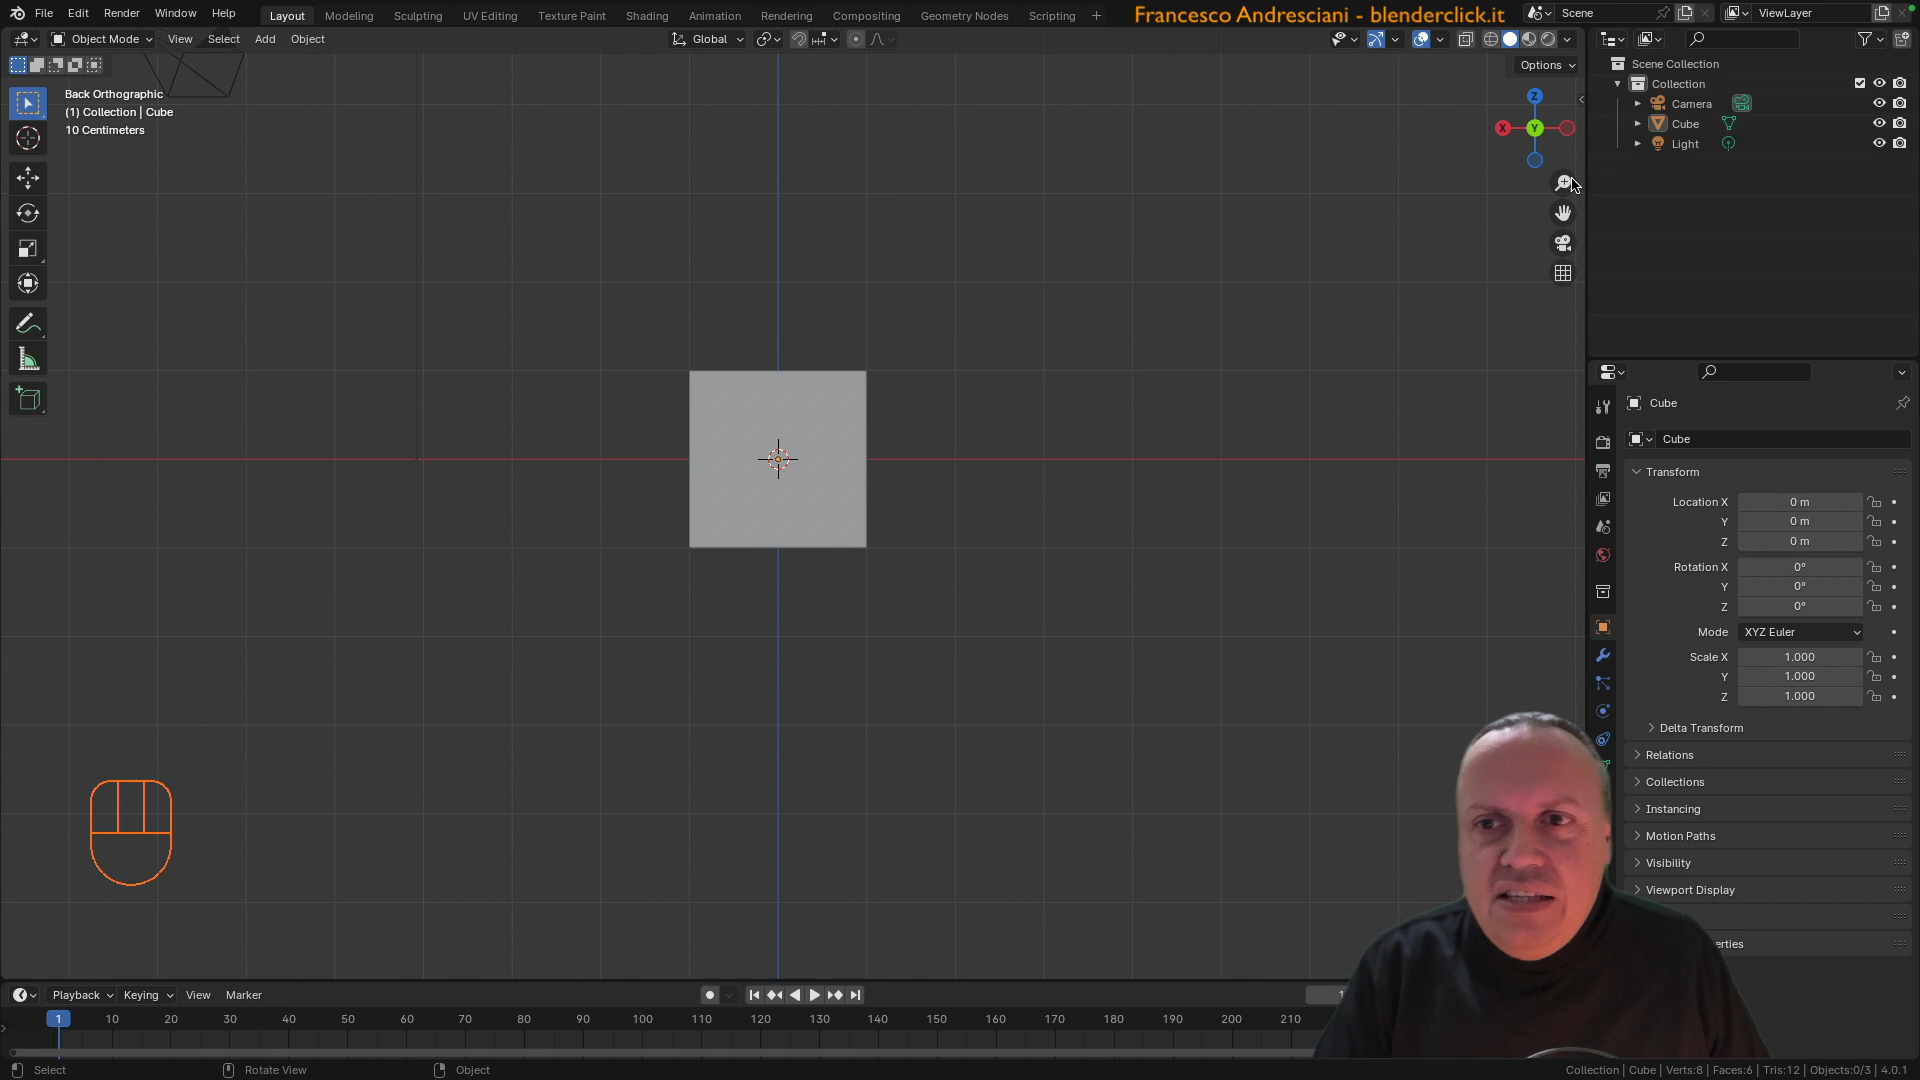 File Edit Render Window Help Layout Modeling Sculpting UV Editing Texture Paint Shading Animation Rendering Compositing Geometry Nodes Scripting + Francesco Andresciani - blenderclick.it Scene ViewLayer
Object Mode View Select Add Object Global
Options
Back Orthographic
(1) Collection | Cube
10 Centimeters
Z
X Y
Scene Collection
Collection
Camera
Cube
Light
Cube
Cube
Transform
Location X 0 m
Y 0 m
Z 0 m
Rotation X 0°
Y 0°
Z 0°
Mode XYZ Euler
Scale X 1.000
Y 1.000
Z 1.000
Delta Transform
Relations
Collections
Instancing
Motion Paths
Visibility
Viewport Display
erties
Playback Keying View Marker 1
1 10 20 30 40 50 60 70 80 90 100 110 120 130 140 150 160 170 180 190 200 210
Select Rotate View Object Collection | Cube | Verts:8 | Faces:6 | Tris:12 | Objects:0/3 | 4.0.1